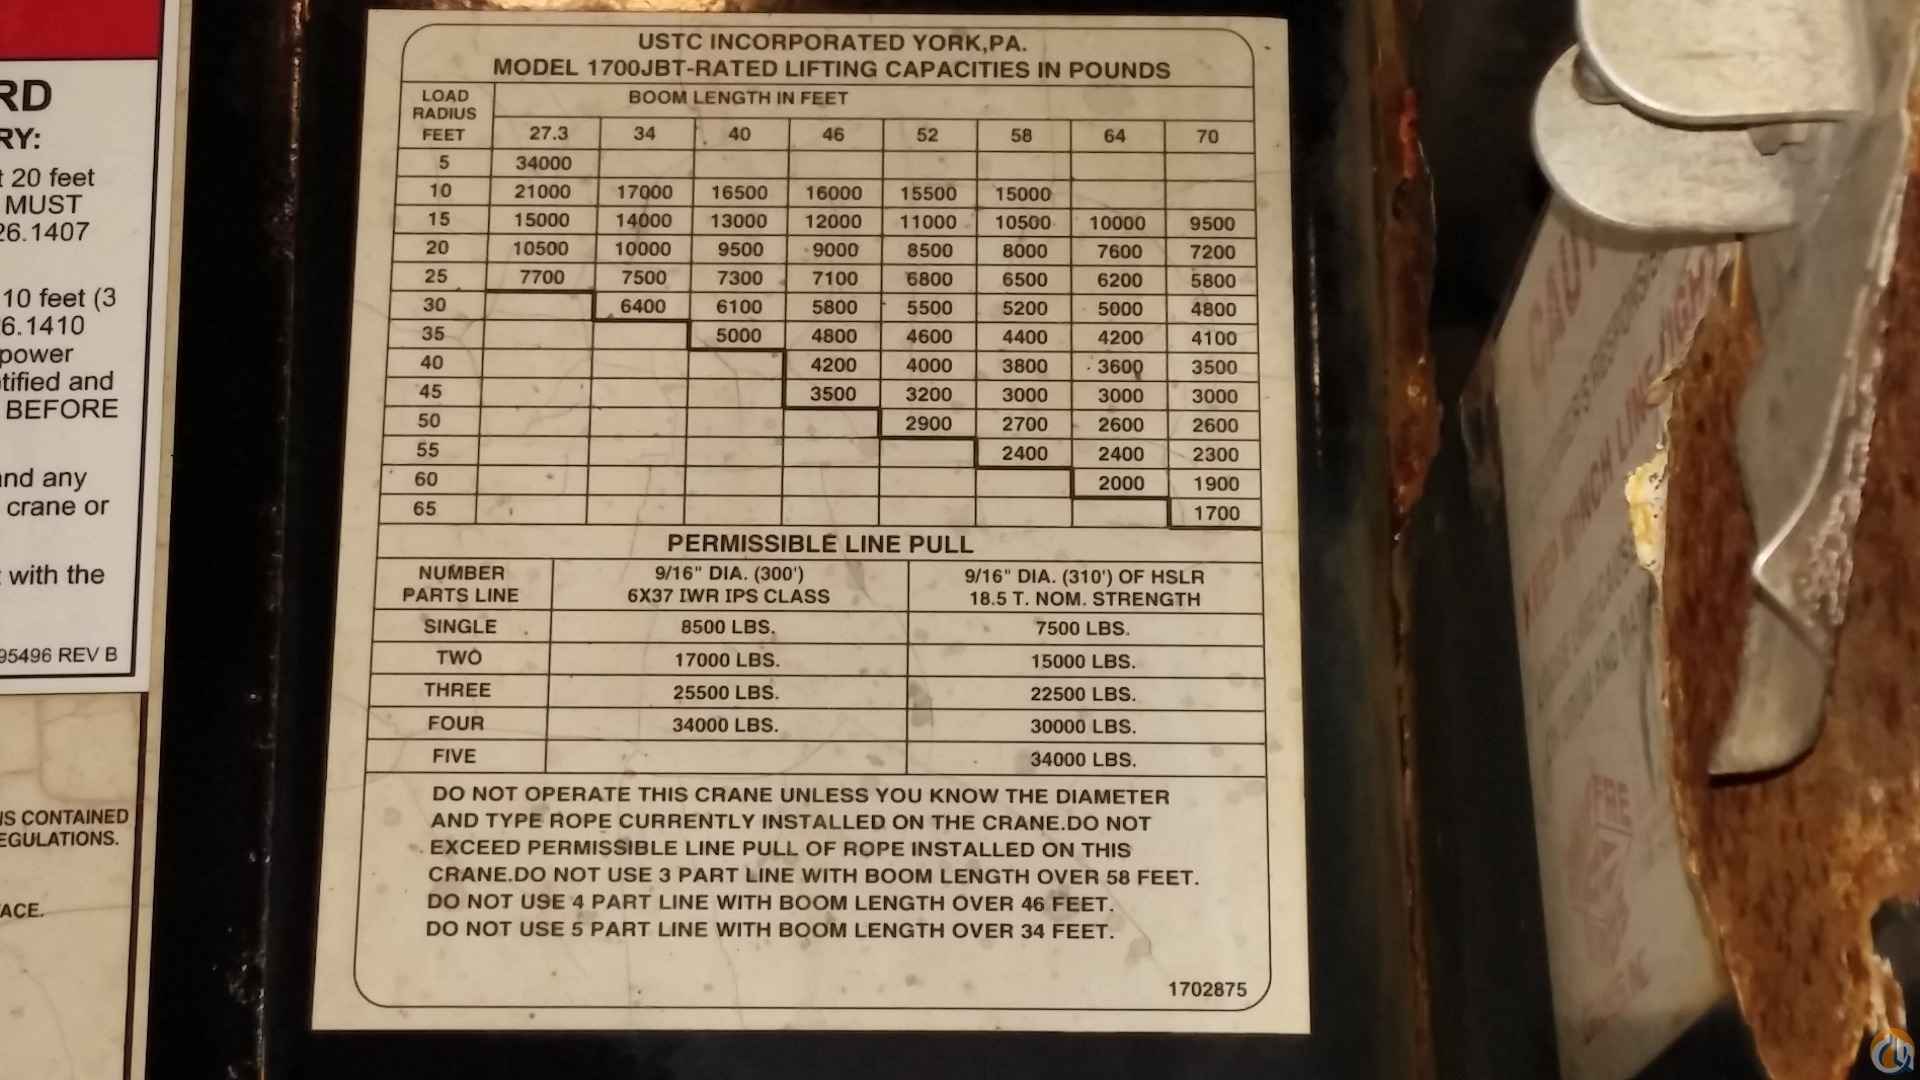 RD
RY:
t 20 feet
MUST
26.1407
10 feet (3
6.1410
power
tified and
BEFORE
and any
crane or
with the
95496 REV B
IS CONTAINED
EGULATIONS.
ACE.
USTC INCORPORATED YORK,PA.
MODEL 1700JBT-RATED LIFTING CAPACITIES IN POUNDS
LOAD RADIUS FEET BOOM LENGTH IN FEET
27.3 34 40 46 52 58 64 70
5 34000
10 21000 17000 16500 16000 15500 15000
15 15000 14000 13000 12000 11000 10500 10000 9500
20 10500 10000 9500 9000 8500 8000 7600 7200
25 7700 7500 7300 7100 6800 6500 6200 5800
30 6400 6100 5800 5500 5200 5000 4800
35 5000 4800 4600 4400 4200 4100
40 4200 4000 3800 3600 3500
45 3500 3200 3000 3000 3000
50 2900 2700 2600 2600
55 2400 2400 2300
60 2000 1900
65 1700
PERMISSIBLE LINE PULL
NUMBER PARTS LINE 9/16" DIA. (300') 6X37 IWR IPS CLASS 9/16" DIA. (310') OF HSLR 18.5 T. NOM. STRENGTH
SINGLE 8500 LBS. 7500 LBS.
TWO 17000 LBS. 15000 LBS.
THREE 25500 LBS. 22500 LBS.
FOUR 34000 LBS. 30000 LBS.
FIVE 34000 LBS.
DO NOT OPERATE THIS CRANE UNLESS YOU KNOW THE DIAMETER
AND TYPE ROPE CURRENTLY INSTALLED ON THE CRANE.DO NOT
EXCEED PERMISSIBLE LINE PULL OF ROPE INSTALLED ON THIS
CRANE.DO NOT USE 3 PART LINE WITH BOOM LENGTH OVER 58 FEET.
DO NOT USE 4 PART LINE WITH BOOM LENGTH OVER 46 FEET.
DO NOT USE 5 PART LINE WITH BOOM LENGTH OVER 34 FEET.
1702875